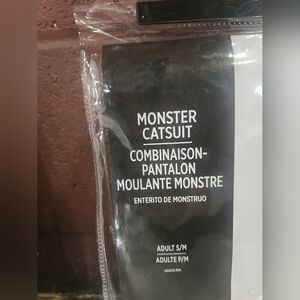 MONSTER
CATSUIT
COMBINAISON-
PANTALON
MOULANTE MONSTRE
ENTERITO DE MONSTRUO
ADULT S/M
ADULTE P/M